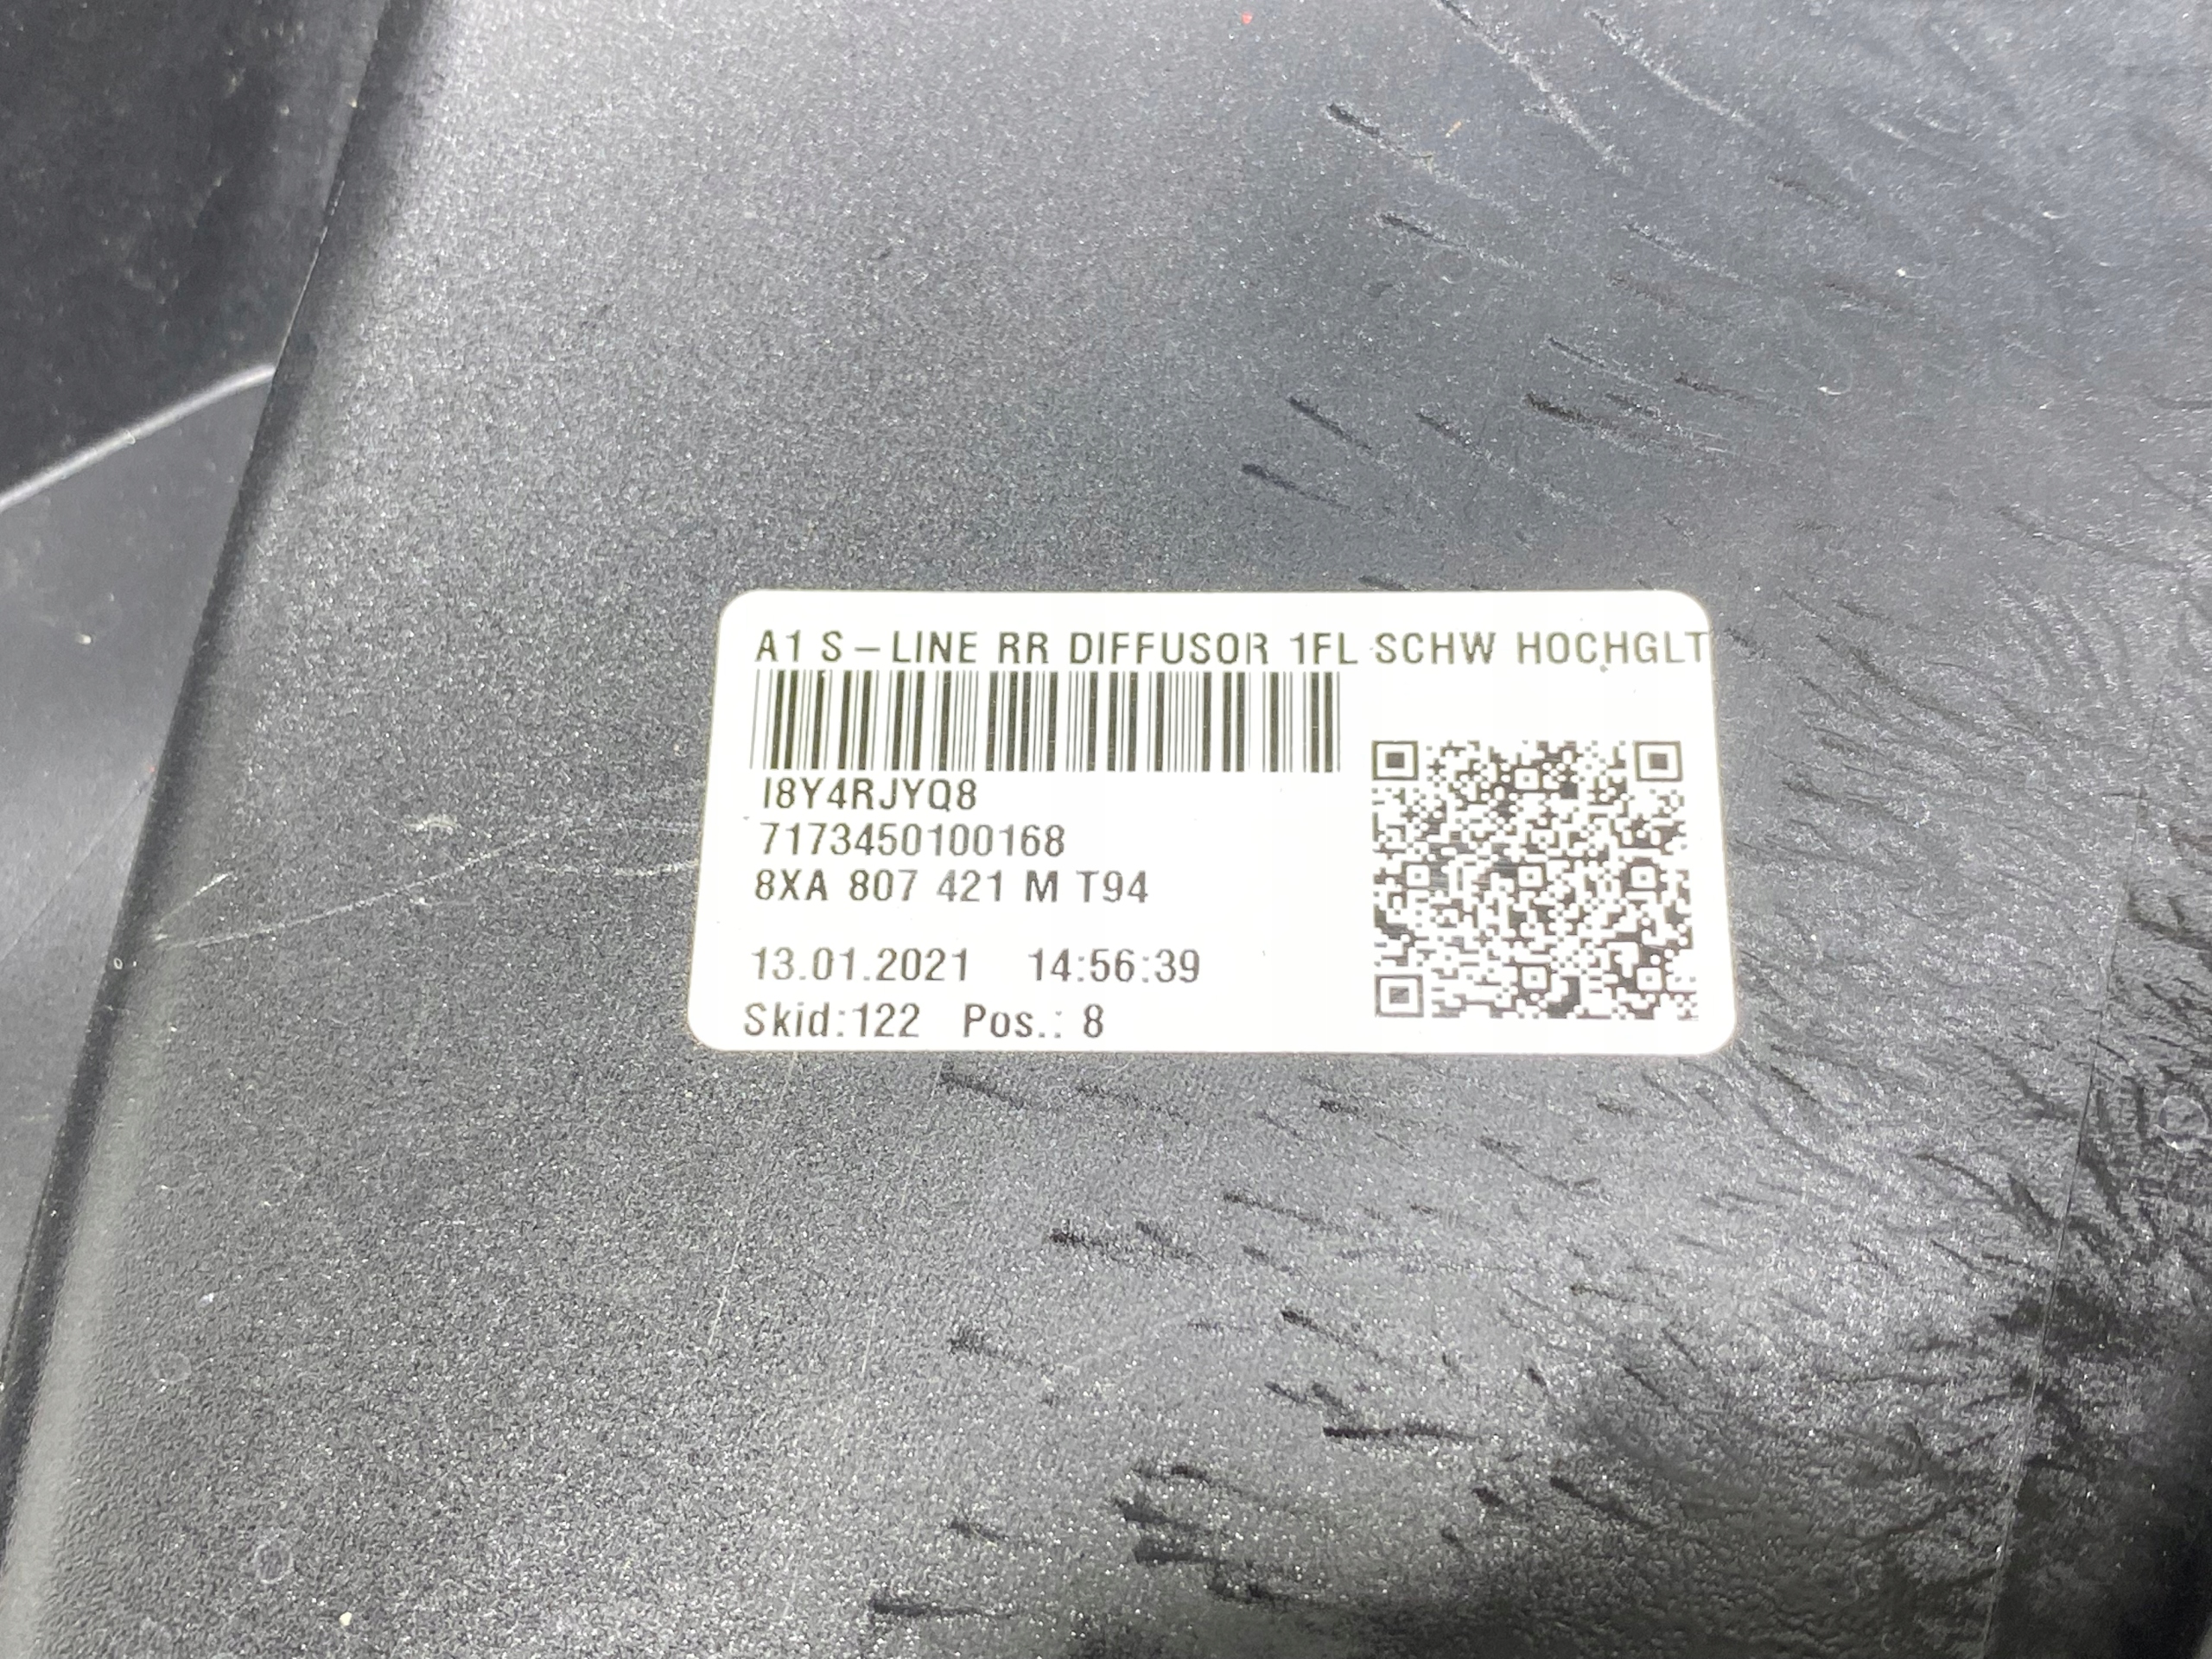 A1 S-LINE RR DIFFUSOR 1FL SCHW HOCHGLT
I8Y4RJYQ8
7173450100168
8XA 807 421 M T94
13.01.2021 14:56:39
Skid:122 Pos.: 8